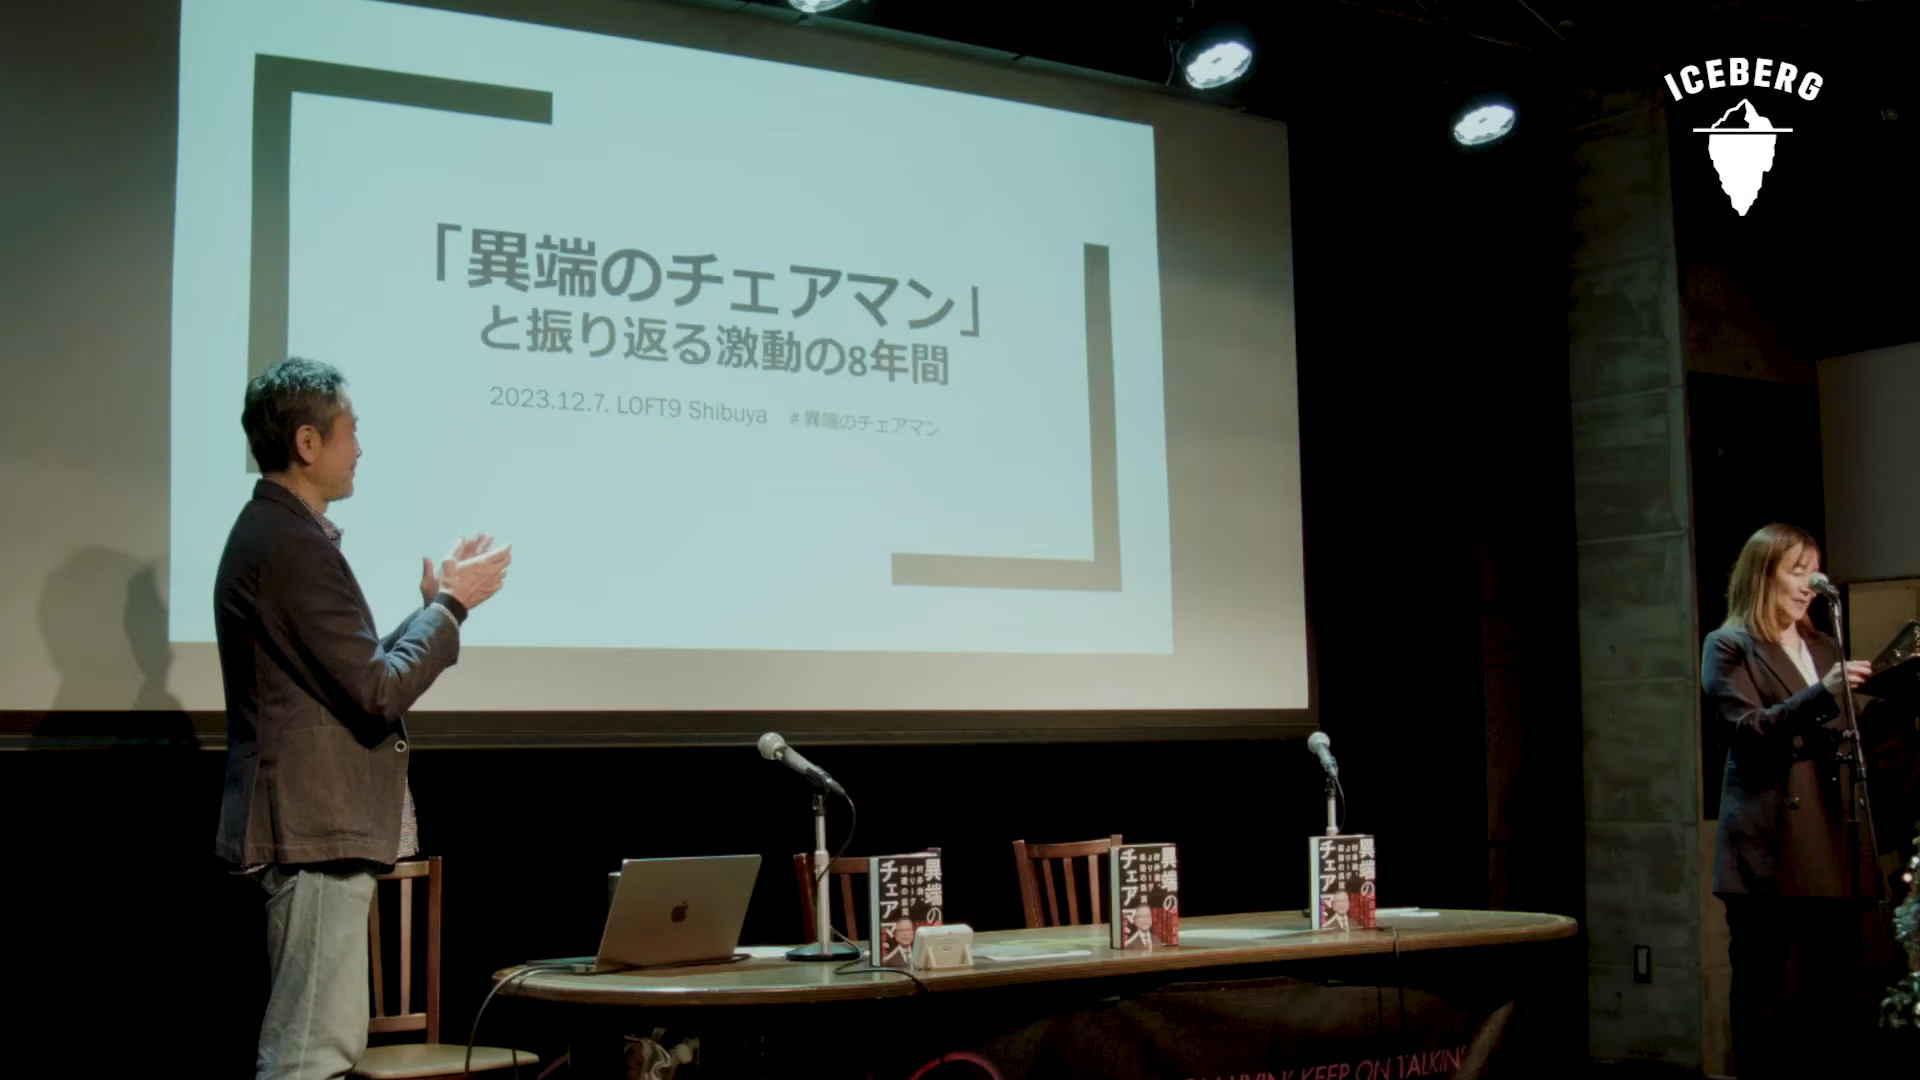 ICEBERG
「異端のチェアマン」
と振り返る激動の8年間
2023.12.7. LOFT9 Shibuya #異端のチェアマン
異端の
チェアマン
異端の
チェアマン
異端の
チェアマン
KEEP ON TALKIN'